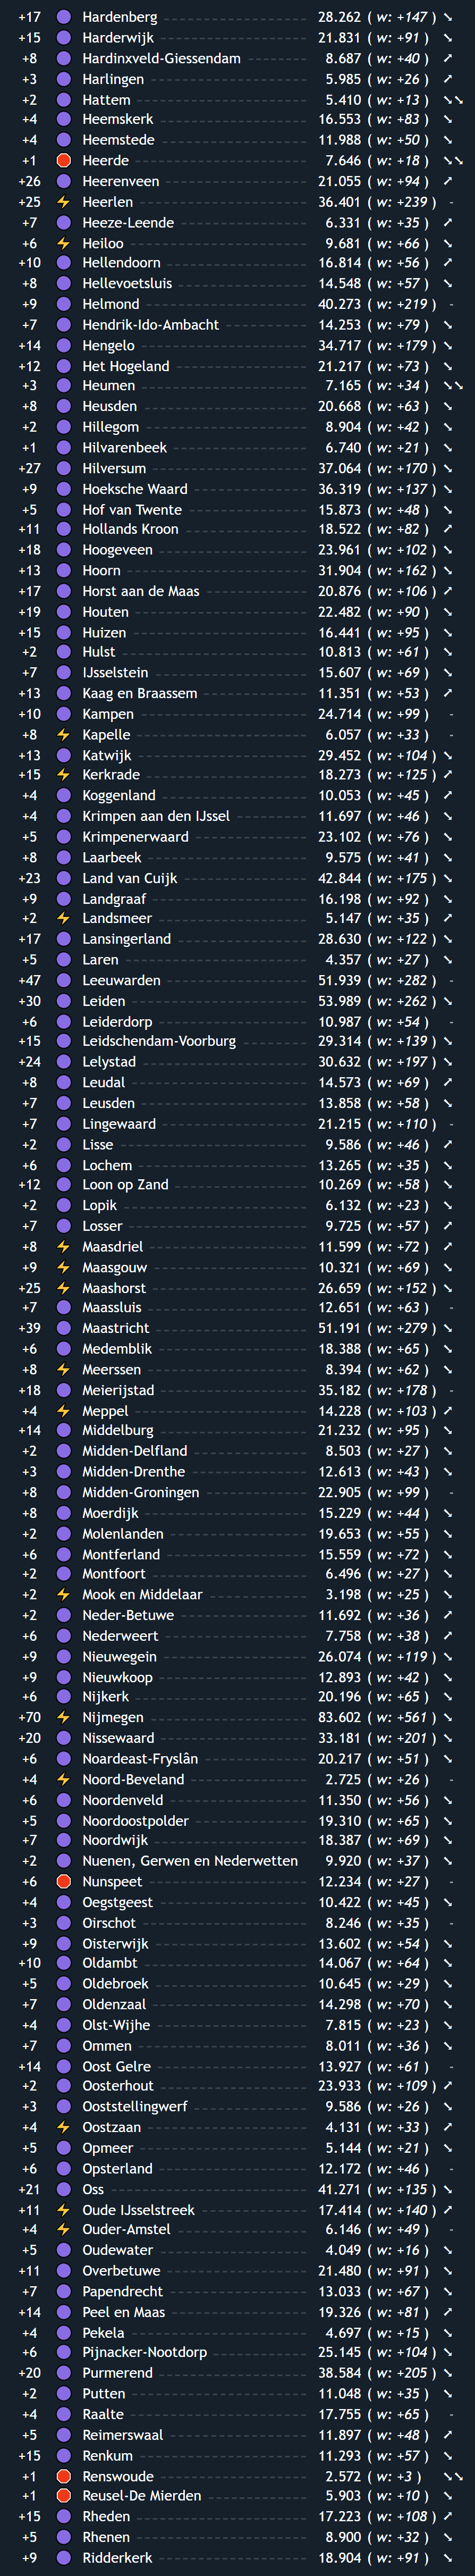 +17 Hardenberg 28.262 ( w: +147 ) ↘
+15 Harderwijk 21.831 ( w: +91 ) ↘
+8 Hardinxveld-Giessendam 8.687 ( w: +40 ) ↗
+3 Harlingen 5.985 ( w: +26 ) ↗
+2 Hattem 5.410 ( w: +13 ) ↘↘
+4 Heemskerk 16.553 ( w: +83 ) ↘
+4 Heemstede 11.988 ( w: +50 ) ↘
+1 Heerde 7.646 ( w: +18 ) ↘↘
+26 Heerenveen 21.055 ( w: +94 ) ↗
+25 Heerlen 36.401 ( w: +239 ) -
+7 Heeze-Leende 6.331 ( w: +35 ) ↗
+6 Heiloo 9.681 ( w: +66 ) ↘
+10 Hellendoorn 16.814 ( w: +56 ) ↗
+8 Hellevoetsluis 14.548 ( w: +57 ) ↘
+9 Helmond 40.273 ( w: +219 ) -
+7 Hendrik-Ido-Ambacht 14.253 ( w: +79 ) ↘
+14 Hengelo 34.717 ( w: +179 ) ↘
+12 Het Hogeland 21.217 ( w: +73 ) ↘
+3 Heumen 7.165 ( w: +34 ) ↘↘
+8 Heusden 20.668 ( w: +63 ) ↘
+2 Hillegom 8.904 ( w: +42 ) ↘
+1 Hilvarenbeek 6.740 ( w: +21 ) ↘
+27 Hilversum 37.064 ( w: +170 ) ↘
+9 Hoeksche Waard 36.319 ( w: +137 ) ↘
+5 Hof van Twente 15.873 ( w: +48 ) ↘
+11 Hollands Kroon 18.522 ( w: +82 ) ↗
+18 Hoogeveen 23.961 ( w: +102 ) ↘
+13 Hoorn 31.904 ( w: +162 ) ↘
+17 Horst aan de Maas 20.876 ( w: +106 ) ↗
+19 Houten 22.482 ( w: +90 ) ↘
+15 Huizen 16.441 ( w: +95 ) ↘
+2 Hulst 10.813 ( w: +61 ) ↘
+7 IJsselstein 15.607 ( w: +69 ) ↘
+13 Kaag en Braassem 11.351 ( w: +53 ) ↗
+10 Kampen 24.714 ( w: +99 ) -
+8 Kapelle 6.057 ( w: +33 ) -
+13 Katwijk 29.452 ( w: +104 ) ↘
+15 Kerkrade 18.273 ( w: +125 ) ↗
+4 Koggenland 10.053 ( w: +45 ) ↗
+4 Krimpen aan den IJssel 11.697 ( w: +46 ) ↘
+5 Krimpenerwaard 23.102 ( w: +76 ) ↘
+8 Laarbeek 9.575 ( w: +41 ) ↘
+23 Land van Cuijk 42.844 ( w: +175 ) ↘
+9 Landgraaf 16.198 ( w: +92 ) ↘
+2 Landsmeer 5.147 ( w: +35 ) ↗
+17 Lansingerland 28.630 ( w: +122 ) ↘
+5 Laren 4.357 ( w: +27 ) ↘
+47 Leeuwarden 51.939 ( w: +282 ) -
+30 Leiden 53.989 ( w: +262 ) ↘
+6 Leiderdorp 10.987 ( w: +54 ) -
+15 Leidschendam-Voorburg 29.314 ( w: +139 ) ↘
+24 Lelystad 30.632 ( w: +197 ) ↘
+8 Leudal 14.573 ( w: +69 ) ↗
+7 Leusden 13.858 ( w: +58 ) ↘
+7 Lingewaard 21.215 ( w: +110 ) -
+2 Lisse 9.586 ( w: +46 ) ↗
+6 Lochem 13.265 ( w: +35 ) ↘
+12 Loon op Zand 10.269 ( w: +58 ) ↘
+2 Lopik 6.132 ( w: +23 ) ↘
+7 Losser 9.725 ( w: +57 ) ↗
+8 Maasdriel 11.599 ( w: +72 ) ↗
+9 Maasgouw 10.321 ( w: +69 ) ↘
+25 Maashorst 26.659 ( w: +152 ) ↘
+7 Maassluis 12.651 ( w: +63 ) -
+39 Maastricht 51.191 ( w: +279 ) ↘
+6 Medemblik 18.388 ( w: +65 ) ↘
+8 Meerssen 8.394 ( w: +62 ) ↘
+18 Meierijstad 35.182 ( w: +178 ) -
+4 Meppel 14.228 ( w: +103 ) ↗
+14 Middelburg 21.232 ( w: +95 ) ↘
+2 Midden-Delfland 8.503 ( w: +27 ) ↘
+3 Midden-Drenthe 12.613 ( w: +43 ) ↘
+8 Midden-Groningen 22.905 ( w: +99 ) -
+8 Moerdijk 15.229 ( w: +44 ) ↘
+2 Molenlanden 19.653 ( w: +55 ) ↘
+6 Montferland 15.559 ( w: +72 ) ↘
+2 Montfoort 6.496 ( w: +27 ) ↘
+2 Mook en Middelaar 3.198 ( w: +25 ) ↘
+2 Neder-Betuwe 11.692 ( w: +36 ) ↗
+6 Nederweert 7.758 ( w: +38 ) ↗
+9 Nieuwegein 26.074 ( w: +119 ) ↘
+9 Nieuwkoop 12.893 ( w: +42 ) ↘
+6 Nijkerk 20.196 ( w: +65 ) ↘
+70 Nijmegen 83.602 ( w: +561 ) ↘
+20 Nissewaard 33.181 ( w: +201 ) ↘
+6 Noardeast-Fryslân 20.217 ( w: +51 ) ↘
+4 Noord-Beveland 2.725 ( w: +26 ) -
+6 Noordenveld 11.350 ( w: +56 ) ↘
+5 Noordoostpolder 19.310 ( w: +65 ) ↘
+7 Noordwijk 18.387 ( w: +69 ) ↘
+2 Nuenen, Gerwen en Nederwetten 9.920 ( w: +37 ) ↘
+6 Nunspeet 12.234 ( w: +27 ) -
+4 Oegstgeest 10.422 ( w: +45 ) ↘
+3 Oirschot 8.246 ( w: +35 ) -
+9 Oisterwijk 13.602 ( w: +54 ) ↘
+10 Oldambt 14.067 ( w: +64 ) ↘
+5 Oldebroek 10.645 ( w: +29 ) ↘
+7 Oldenzaal 14.298 ( w: +70 ) ↘
+4 Olst-Wijhe 7.815 ( w: +23 ) ↘
+7 Ommen 8.011 ( w: +36 ) ↘
+14 Oost Gelre 13.927 ( w: +61 ) -
+2 Oosterhout 23.933 ( w: +109 ) ↗
+3 Ooststellingwerf 9.586 ( w: +26 ) ↘
+4 Oostzaan 4.131 ( w: +33 ) ↗
+5 Opmeer 5.144 ( w: +21 ) ↘
+6 Opsterland 12.172 ( w: +46 ) -
+21 Oss 41.271 ( w: +135 ) ↘
+11 Oude IJsselstreek 17.414 ( w: +140 ) ↗
+4 Ouder-Amstel 6.146 ( w: +49 ) -
+5 Oudewater 4.049 ( w: +16 ) ↘
+11 Overbetuwe 21.480 ( w: +91 ) ↘
+7 Papendrecht 13.033 ( w: +67 ) ↘
+14 Peel en Maas 19.326 ( w: +81 ) ↗
+4 Pekela 4.697 ( w: +15 ) ↘
+6 Pijnacker-Nootdorp 25.145 ( w: +104 ) ↘
+20 Purmerend 38.584 ( w: +205 ) ↘
+2 Putten 11.048 ( w: +35 ) ↘
+4 Raalte 17.755 ( w: +65 ) -
+5 Reimerswaal 11.897 ( w: +48 ) ↗
+15 Renkum 11.293 ( w: +57 ) ↘
+1 Renswoude 2.572 ( w: +3 ) ↘↘
+1 Reusel-De Mierden 5.903 ( w: +10 ) ↘
+15 Rheden 17.223 ( w: +108 ) ↗
+5 Rhenen 8.900 ( w: +32 ) ↘
+9 Ridderkerk 18.904 ( w: +91 ) ↘